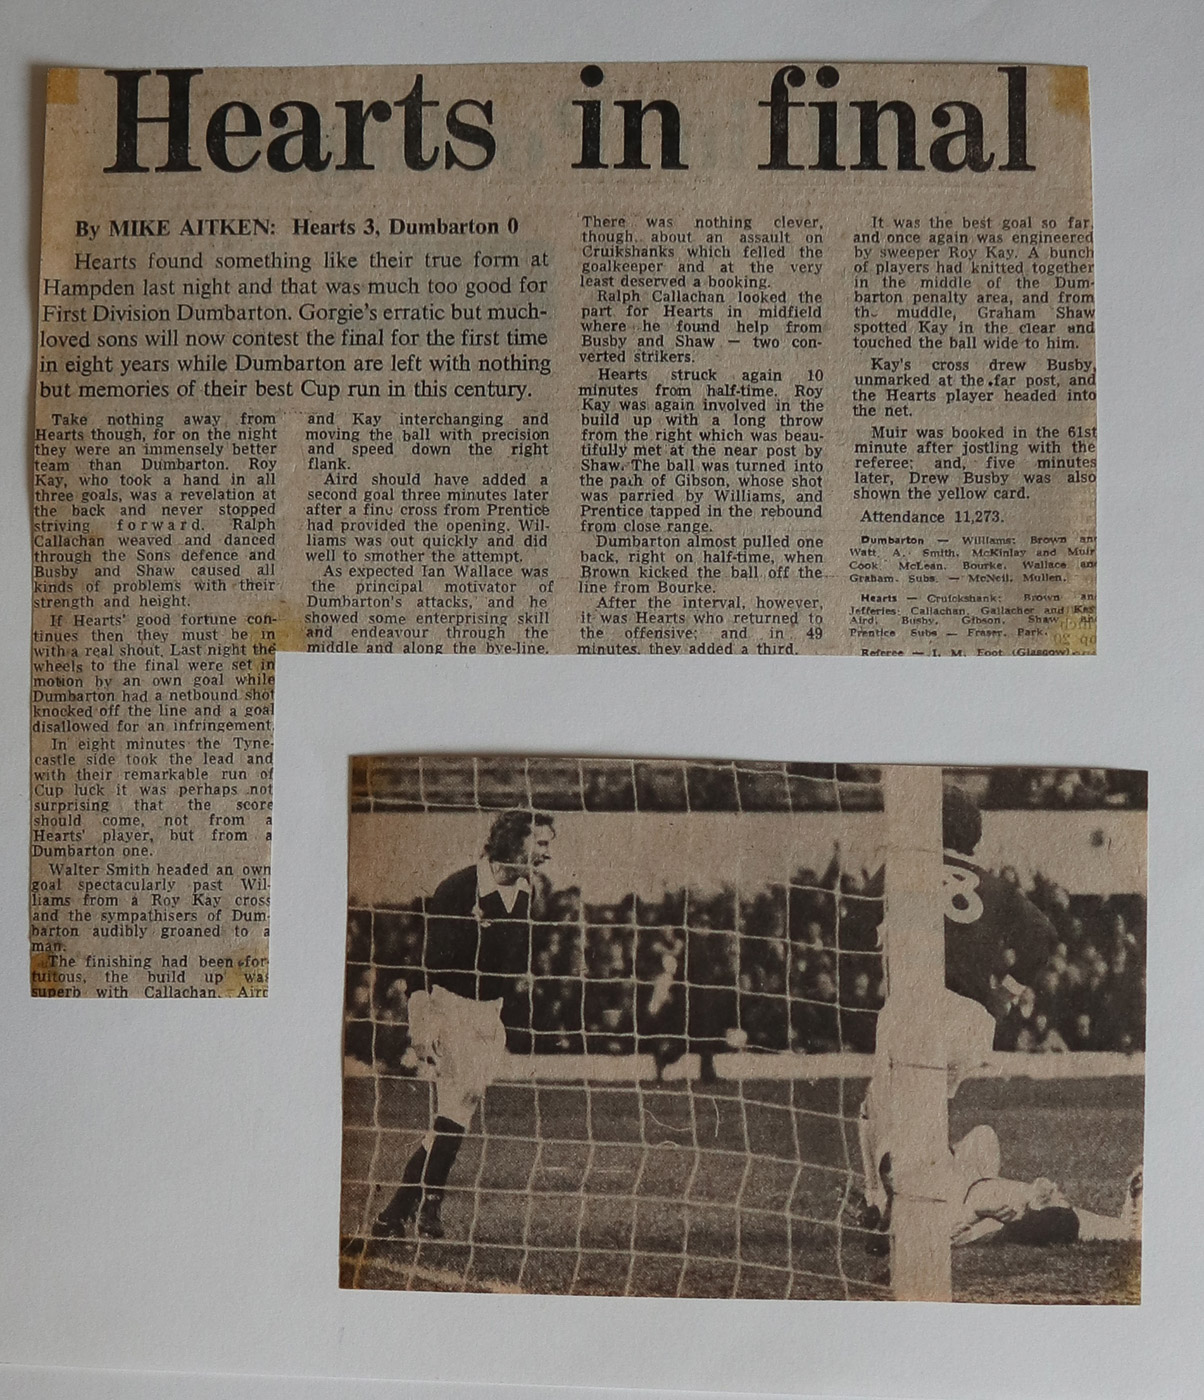 Hearts in final
By MIKE AITKEN: Hearts 3, Dumbarton 0
Hearts found something like their true form at
Hampden last night and that was much too good for
First Division Dumbarton. Gorgie's erratic but much-
loved sons will now contest the final for the first time
in eight years while Dumbarton are left with nothing
but memories of their best Cup run in this century.
Take nothing away from
Hearts though, for on the night
they were an immensely better
team than Dumbarton. Roy
Kay, who took a hand in all
three goals, was a revelation at
the back and never stopped
striving forward. Ralph
Callachan weaved and danced
through the Sons defence and
Busby and Shaw caused all
kinds of problems with their
strength and height.
If Hearts' good fortune con-
tinues then they must be in
with a real shout. Last night the
wheels to the final were set in
motion by an own goal while
Dumbarton had a netbound shot
knocked off the line and a goal
disallowed for an infringement.
In eight minutes the Tyne-
castle side took the lead and
with their remarkable run of
Cup luck it was perhaps not
surprising that the score
should come, not from a
Hearts' player, but from a
Dumbarton one.
Walter Smith headed an own
goal spectacularly past Wil-
liams from a Roy Kay cross
and the sympathisers of Dum-
barton audibly groaned to a
man.
The finishing had been for-
tuitous, the build up was
superb with Callachan, Aird
and Kay interchanging and
moving the ball with precision
and speed down the right
flank.
Aird should have added a
second goal three minutes later
after a fine cross from Prentice
had provided the opening. Wil-
liams was out quickly and did
well to smother the attempt.
As expected Ian Wallace was
the principal motivator of
Dumbarton's attacks, and he
showed some enterprising skill
and endeavour through the
middle and along the bye-line.
There was nothing clever,
though, about an assault on
Cruikshanks which felled the
goalkeeper and at the very
least deserved a booking.
Ralph Callachan looked the
part for Hearts in midfield
where he found help from
Busby and Shaw — two con-
verted strikers.
Hearts struck again 10
minutes from half-time. Roy
Kay was again involved in the
build up with a long throw
from the right which was beau-
tifully met at the near post by
Shaw. The ball was turned into
the path of Gibson, whose shot
was parried by Williams, and
Prentice tapped in the rebound
from close range.
Dumbarton almost pulled one
back, right on half-time, when
Brown kicked the ball off the
line from Bourke.
After the interval, however,
it was Hearts who returned to
the offensive; and in 49
minutes, they added a third.
It was the best goal so far,
and once again was engineered
by sweeper Roy Kay. A bunch
of players had knitted together
in the middle of the Dum-
barton penalty area, and from
the muddle, Graham Shaw
spotted Kay in the clear and
touched the ball wide to him.
Kay's cross drew Busby,
unmarked at the far post, and
the Hearts player headed into
the net.
Muir was booked in the 61st
minute after jostling with the
referee; and, five minutes
later, Drew Busby was also
shown the yellow card.
Attendance 11,273.
Dumbarton — Williams; Brown and
Watt, A. Smith, McKinlay and Muir
Cook McLean, Bourke, Wallace and
Graham. Subs. — McNeil, Mullen.
Hearts — Cruickshank; Brown and
Jefferies; Callachan, Gallacher and Kay
Aird, Busby, Gibson, Shaw and
Prentice Subs — Fraser, Park.
Referee — I. M. Foot (Glasgow).
8